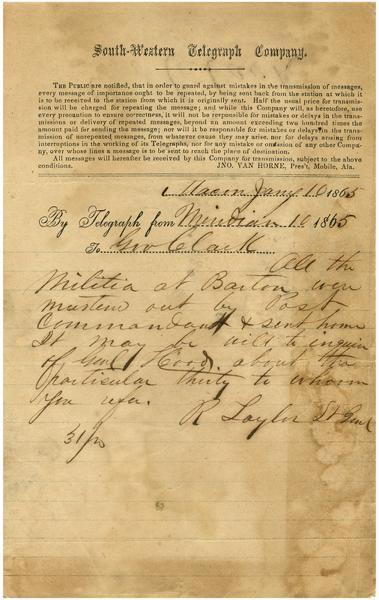 South-Western Telegraph Company.
THE PUBLIC are notified, that in order to guard against mistakes in the transmission of messages,
every message of importance ought to be repeated, by being sent back from the station at which it
is to be received to the station from which it is originally sent. Half the usual price for transmis-
sion will be charged for repeating the message; and while this Company will, as heretofore, use
every precaution to ensure correctness, it will not be responsible for mistakes or delays in the trans-
missions or delivery of repeated messages, beyond an amount exceeding two hundred times the
amount paid for sending the message; nor will it be responsible for mistakes or delays in the trans-
mission of unrepeated messages, from whatever cause they may arise, nor for delays arising from
interruptions in the working of its Telegraphs, nor for any mistake or omission of any other Compa-
ny, over whose lines a message is to be sent to reach the place of destination.
All messages will hereafter be received by this Company for transmission, subject to the above
conditions. JNO. VAN HORNE, Pres't, Mobile, Ala.
Macon Jany 10 1865
By Telegraph from Meridian 10 1865
To Gov C Clark
All the
Militia at Barton were
musterd out by Post
Commandant & sent home
It may be well to enquire
of Genl Hood about the
particular thirty to whom
you refer.
R Taylor Lt Genl
31/